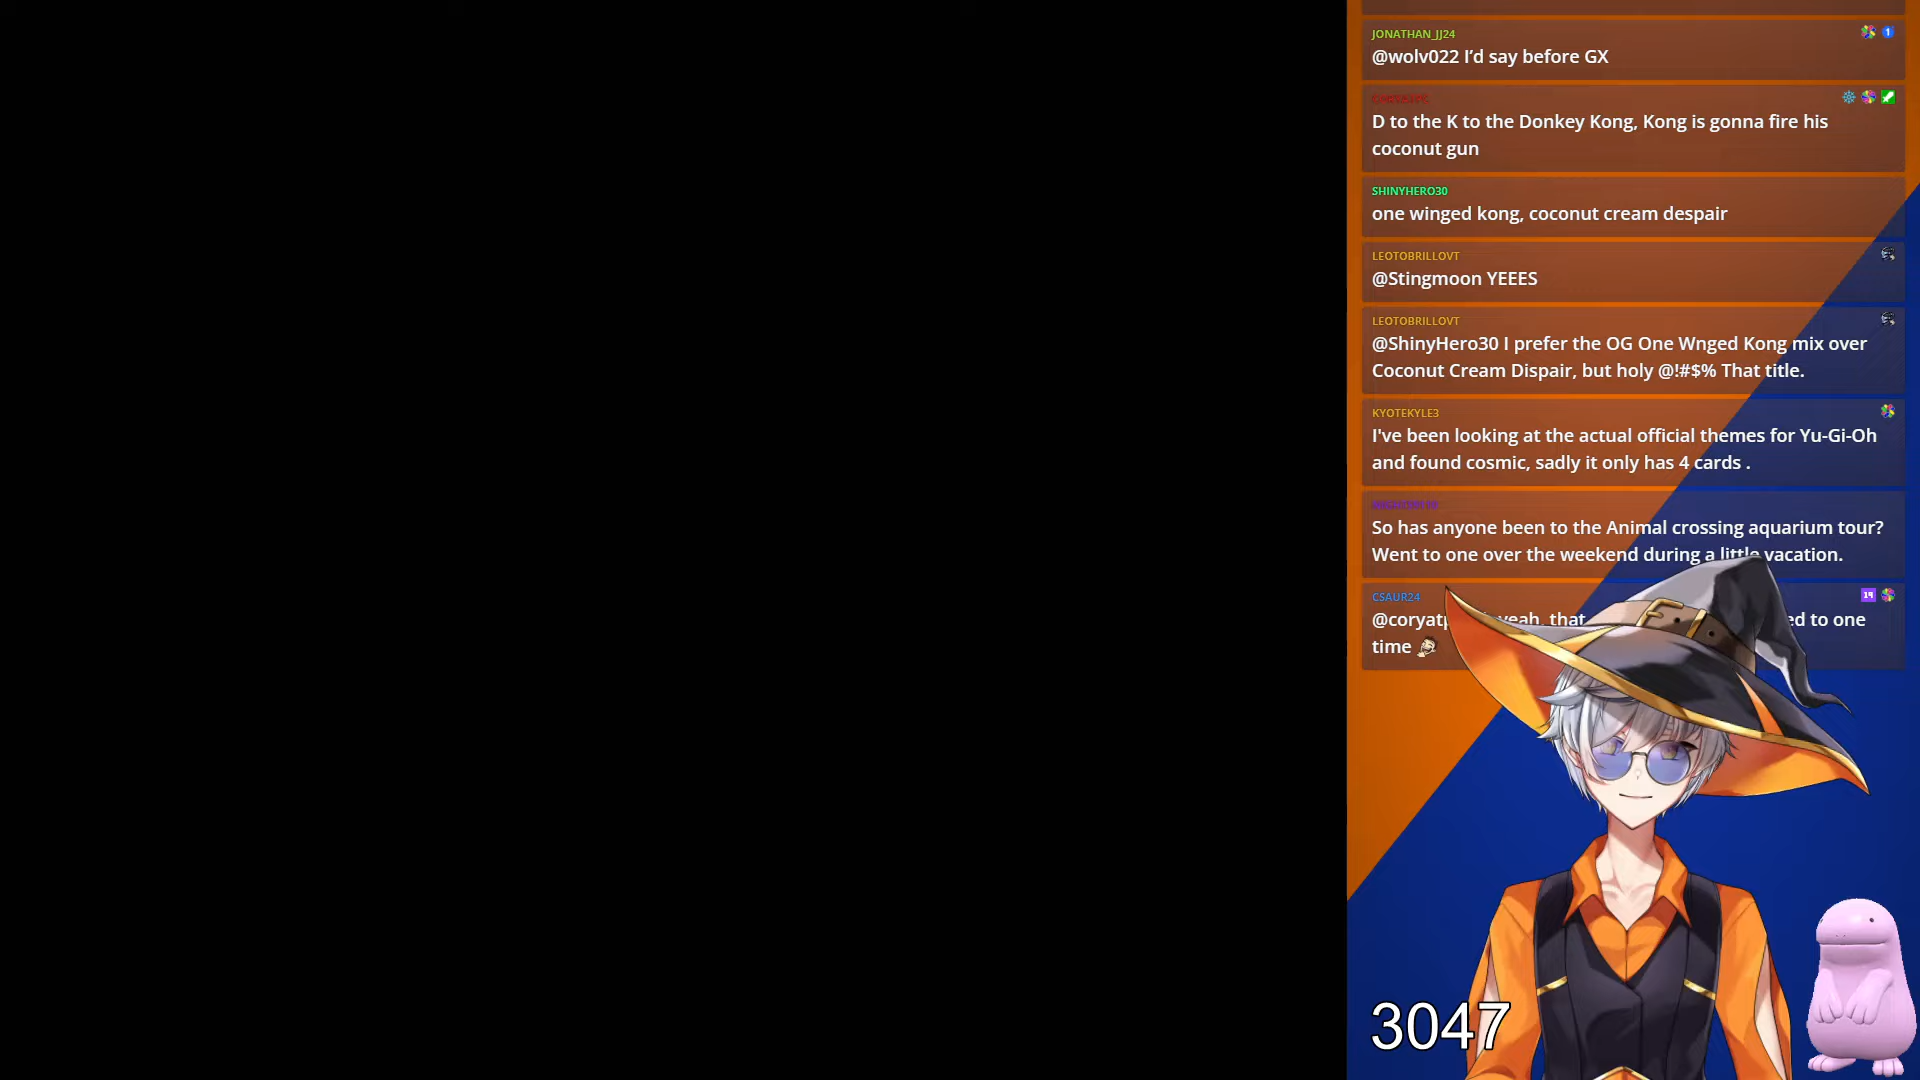 JONATHAN_JJ24
@wolv022 I’d say before GX
D to the K to the Donkey Kong, Kong is gonna fire his
coconut gun
SHINYHERO30
one winged kong, coconut cream despair
LEOTOBRILLOVT
@Stingmoon YEEES
LEOTOBRILLOVT
@ShinyHero30 I prefer the OG One Wnged Kong mix over
Coconut Cream Dispair, but holy @!#$% That title.
KYOTEKYLE3
I've been looking at the actual official themes for Yu-Gi-Oh
and found cosmic, sadly it only has 4 cards .
So has anyone been to the Animal crossing aquarium tour?
Went to one over the weekend during a little vacation.
CSAUR24
yeah, that to one
time
3047